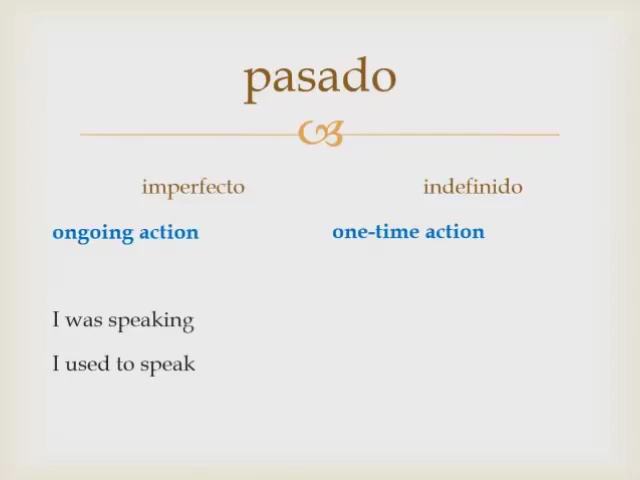 pasado
imperfecto
indefinido
ongoing action
one-time action
I was speaking
I used to speak